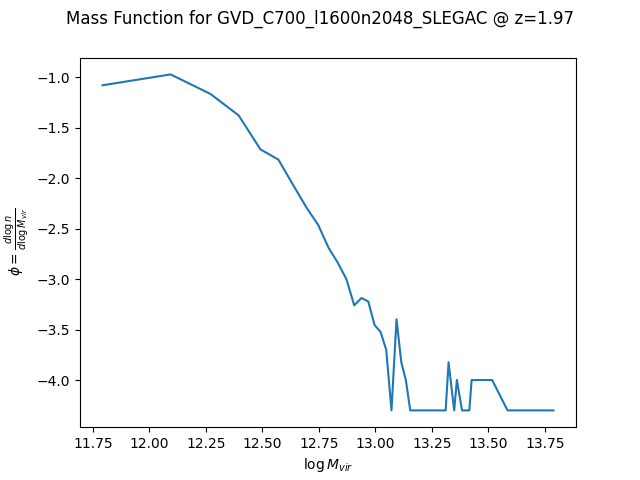 Mass Function for GVD_C700_l1600n2048_SLEGAC @ z=1.97
−1.0
−1.5
−2.0
−2.5
−3.0
−3.5
−4.0
ϕ = d log n / d log M_vir
11.75 12.00 12.25 12.50 12.75 13.00 13.25 13.50 13.75
log M_vir